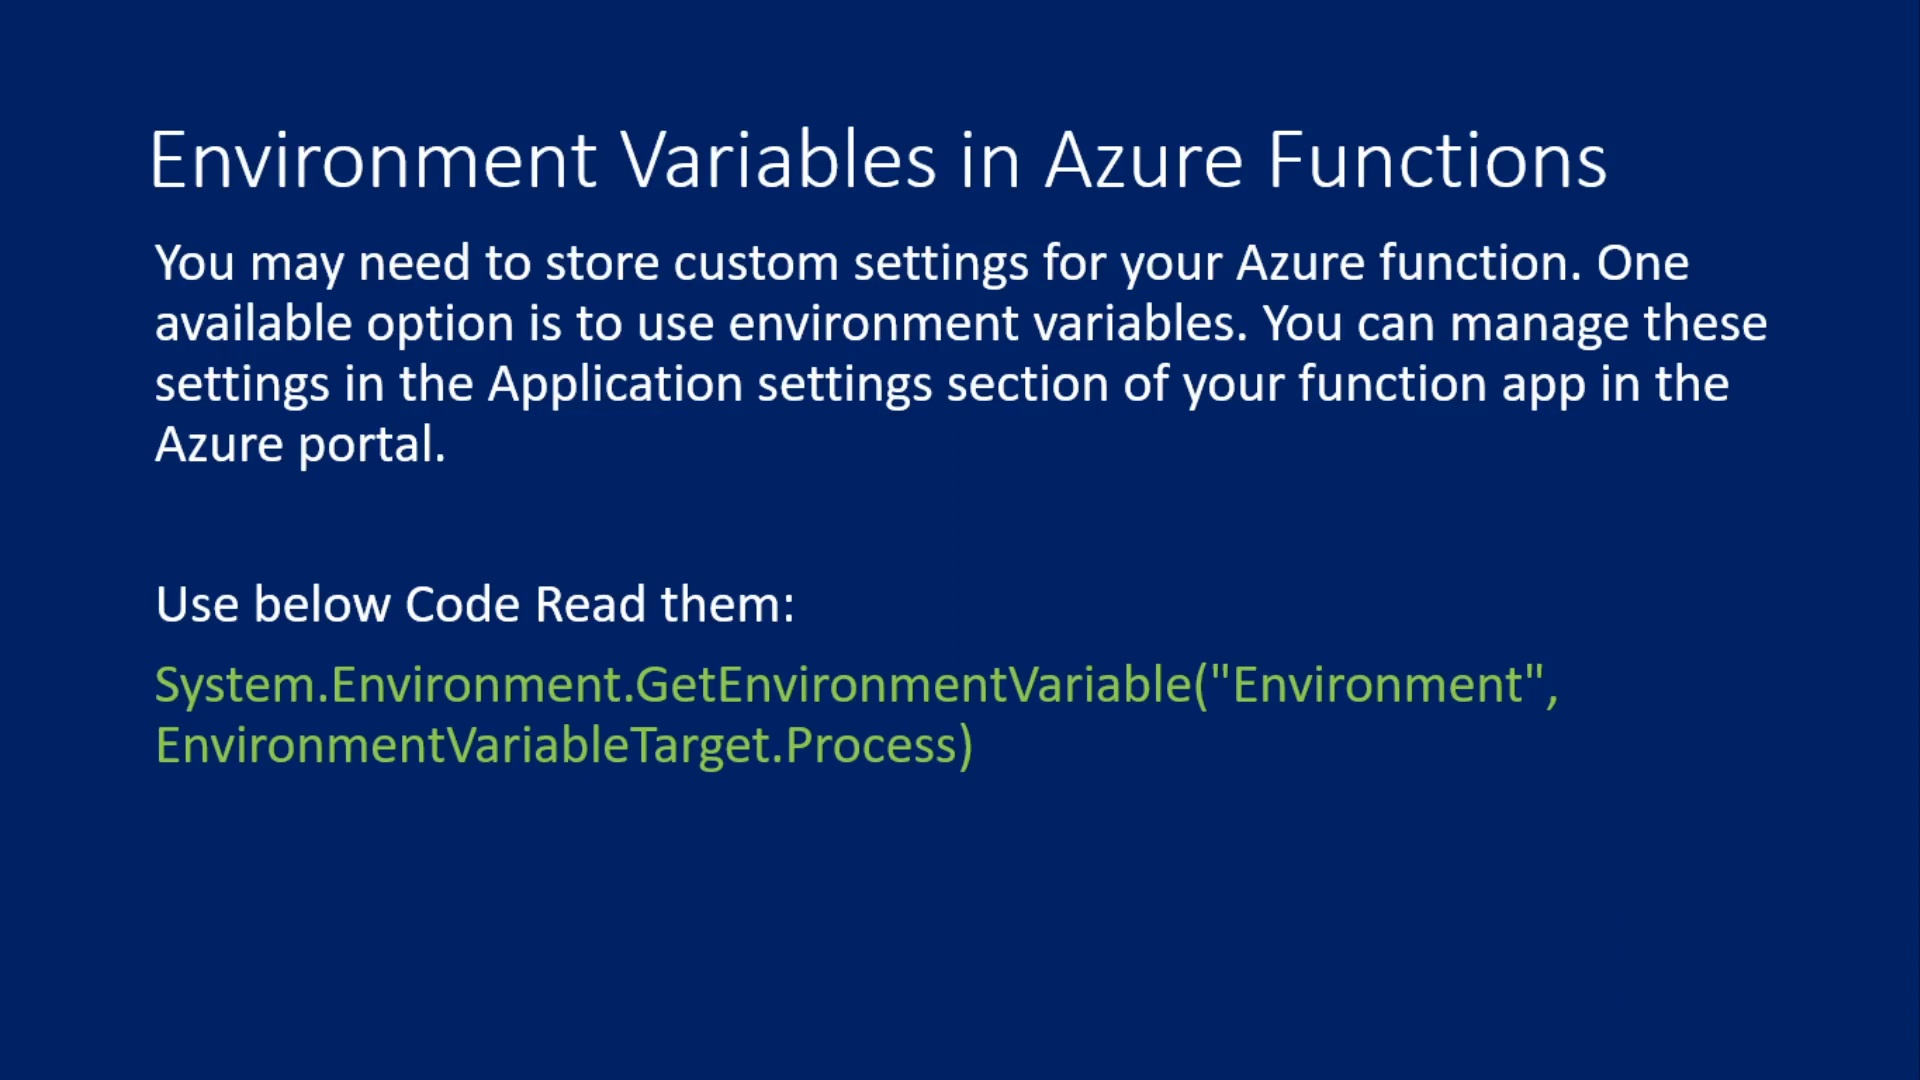 Environment Variables in Azure Functions
You may need to store custom settings for your Azure function. One
available option is to use environment variables. You can manage these
settings in the Application settings section of your function app in the
Azure portal.
Use below Code Read them:
System.Environment.GetEnvironmentVariable("Environment",
EnvironmentVariableTarget.Process)